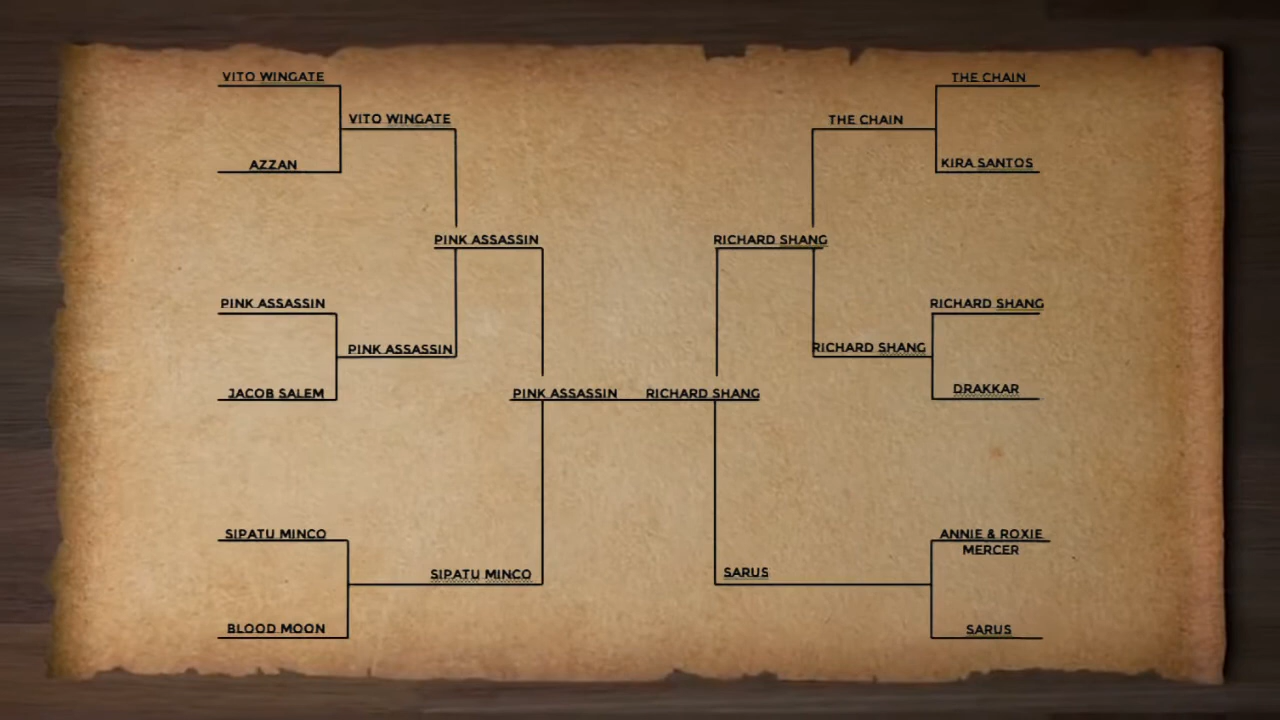 VITO WINGATE
THE CHAIN
VITO WINGATE
THE CHAIN
AZZAN
KIRA SANTOS
PINK ASSASSIN
RICHARD SHANG
PINK ASSASSIN
RICHARD SHANG
PINK ASSASSIN
RICHARD SHANG
JACOB SALEM
DRAKKAR
PINK ASSASSIN
RICHARD SHANG
SIPATU MINCO
ANNIE & ROXIE
MERCER
SIPATU MINCO
SARUS
BLOOD MOON
SARUS